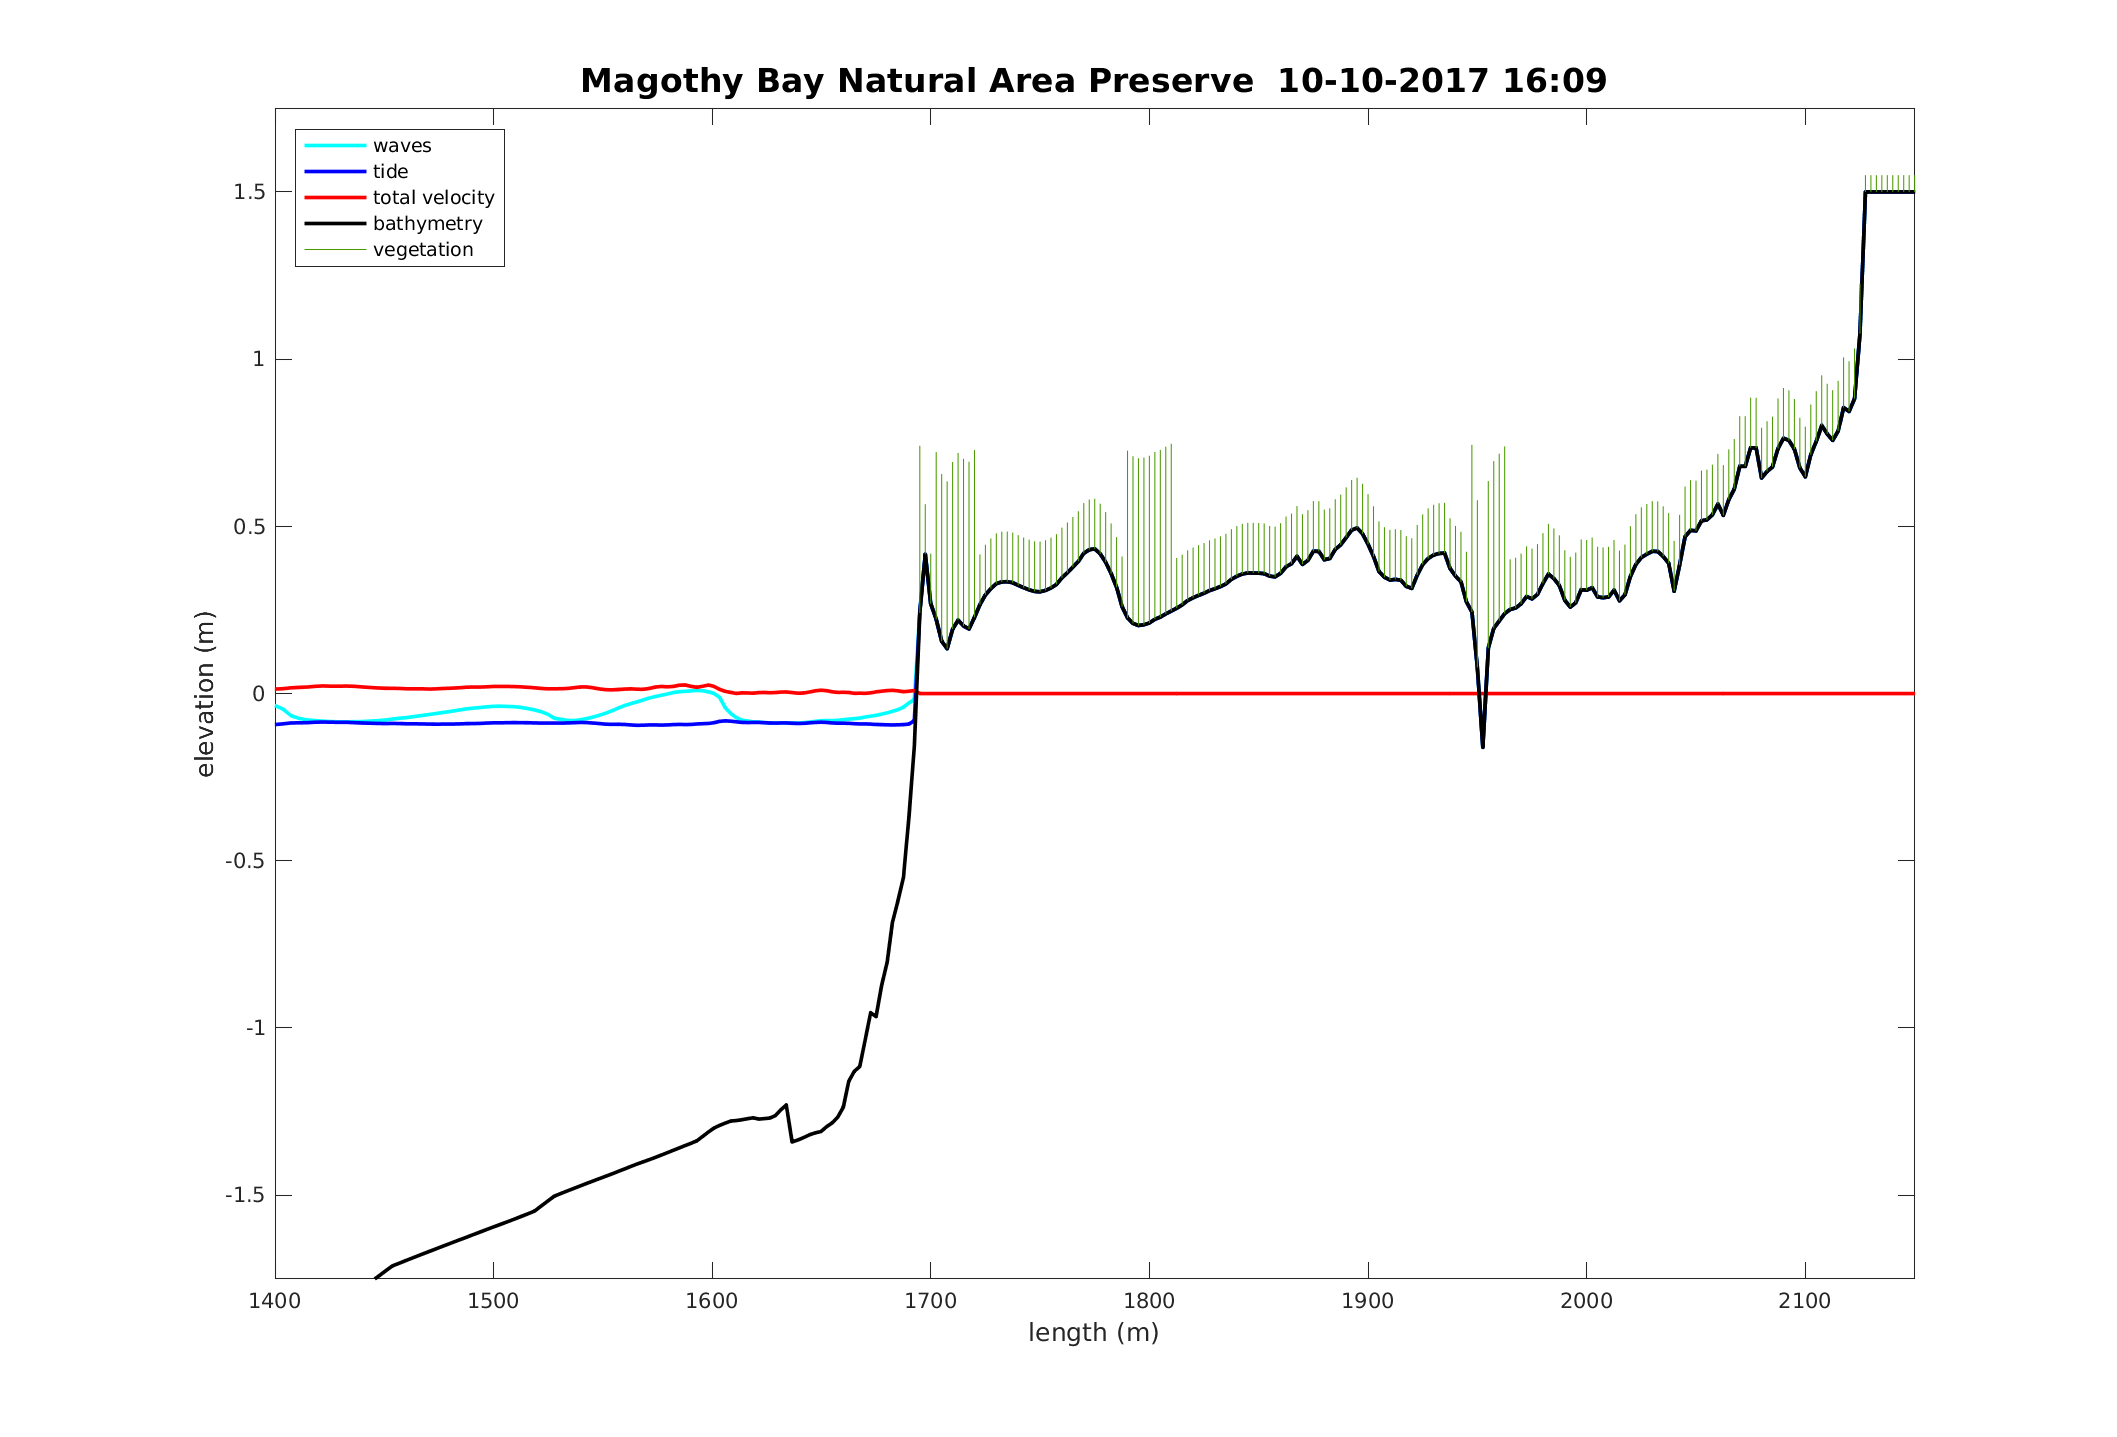 Magothy Bay Natural Area Preserve  10-10-2017 16:09
waves
tide
total velocity
bathymetry
vegetation
1.5
1
0.5
0
-0.5
-1
-1.5
elevation (m)
1400 1500 1600 1700 1800 1900 2000 2100
length (m)